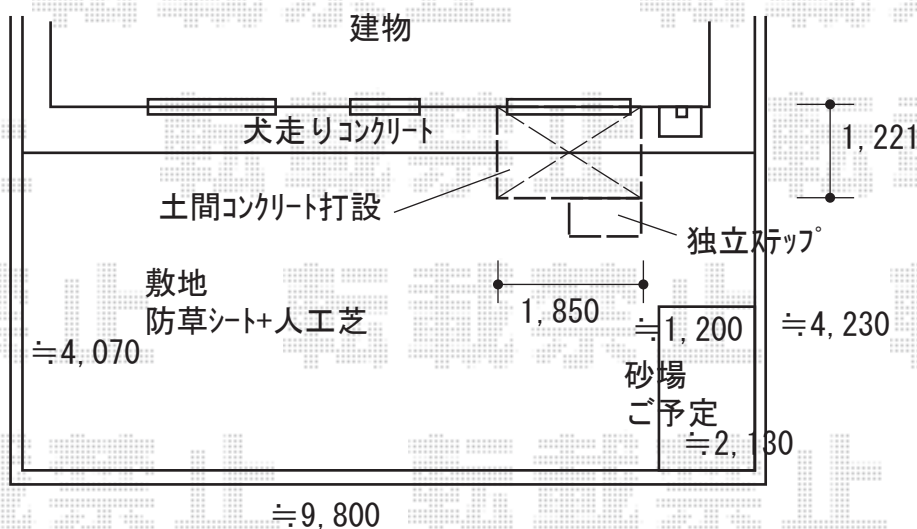 建物
犬走りコンクリート
1,221
土間コンクリート打設
独立ステップ
敷地
防草シート+人工芝
1,850
≒1,200
≒4,230
≒4,070
砂場
ご予定
≒2,130
≒9,800